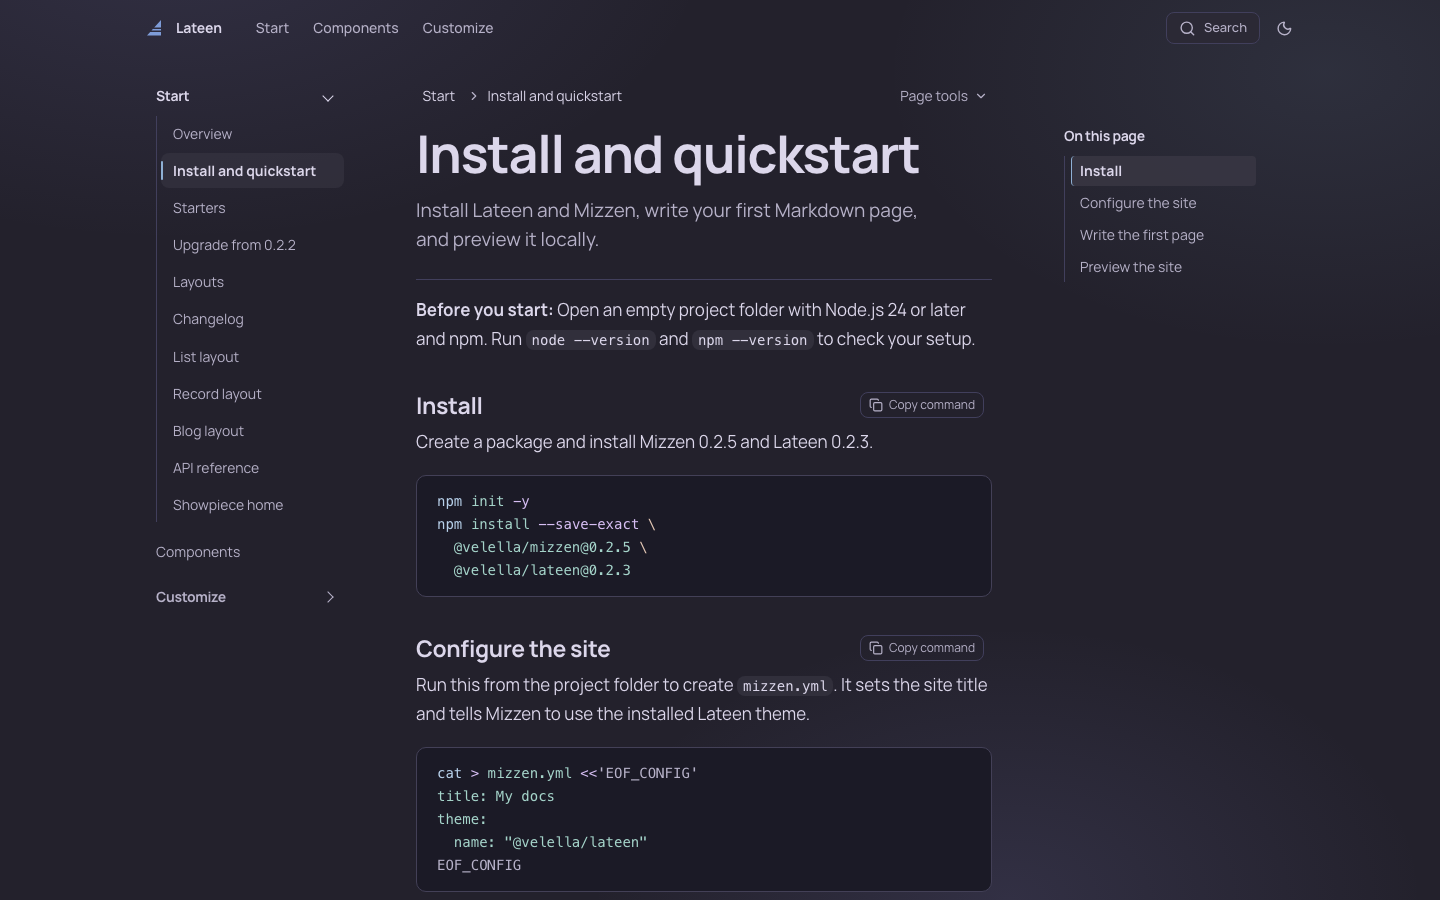 Lateen
Start
Components
Customize
Search
Start
Overview
Install and quickstart
Starters
Upgrade from 0.2.2
Layouts
Changelog
List layout
Record layout
Blog layout
API reference
Showpiece home
Components
Customize
Start > Install and quickstart
Page tools
Install and quickstart
Install Lateen and Mizzen, write your first Markdown page,
and preview it locally.
Before you start: Open an empty project folder with Node.js 24 or later
and npm. Run node --version and npm --version to check your setup.
Install
Copy command
Create a package and install Mizzen 0.2.5 and Lateen 0.2.3.
npm init -y
npm install --save-exact \
  @velella/mizzen@0.2.5 \
  @velella/lateen@0.2.3
Configure the site
Copy command
Run this from the project folder to create mizzen.yml. It sets the site title
and tells Mizzen to use the installed Lateen theme.
cat > mizzen.yml <<'EOF_CONFIG'
title: My docs
theme:
  name: "@velella/lateen"
EOF_CONFIG
On this page
Install
Configure the site
Write the first page
Preview the site